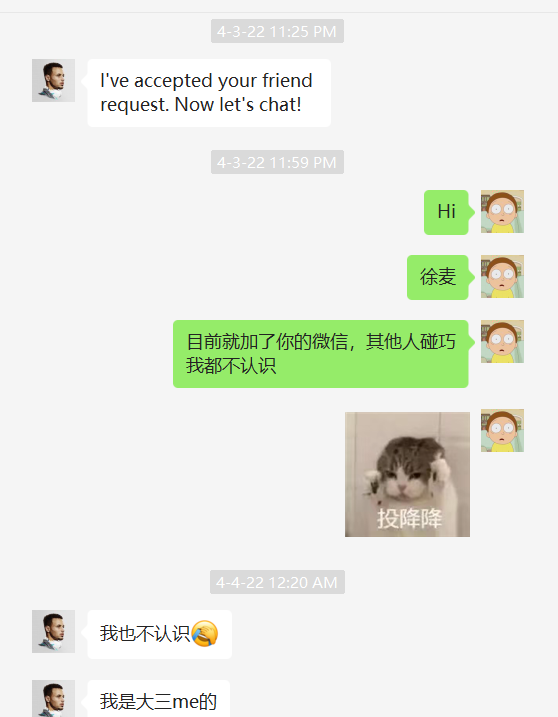 4-3-22 11:25 PM
I've accepted your friend
request. Now let's chat!
4-3-22 11:59 PM
Hi
徐麦
目前就加了你的微信，其他人碰巧
我都不认识
投降降
4-4-22 12:20 AM
我也不认识🤣
我是大三me的